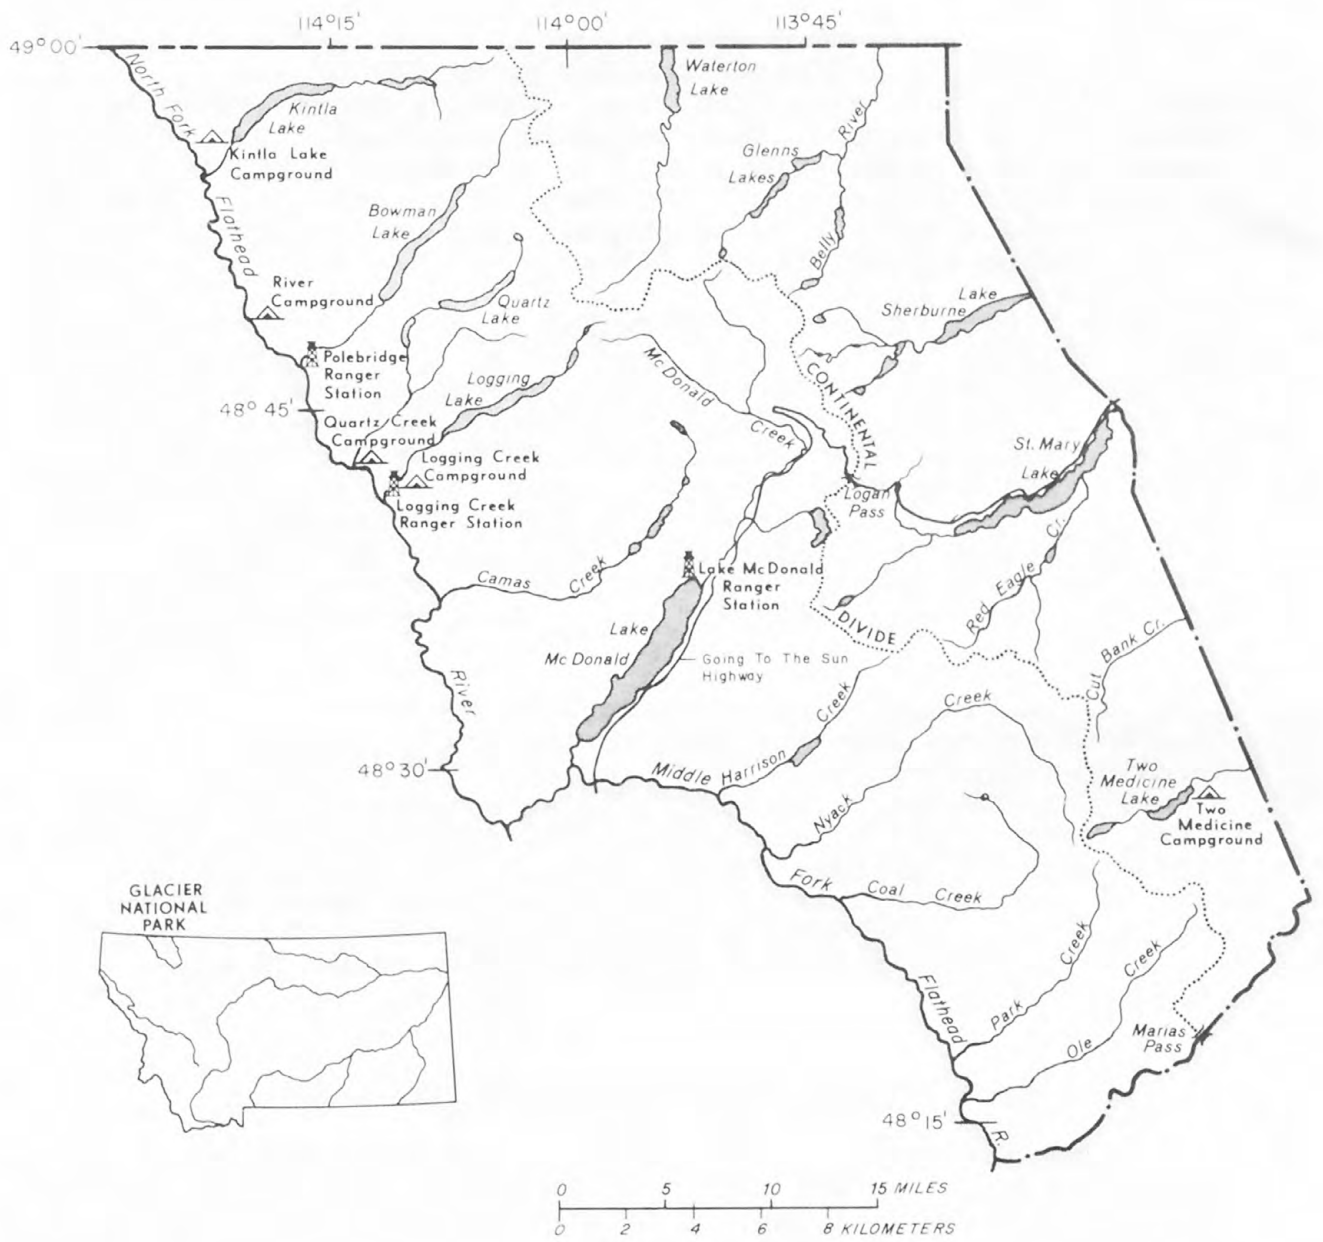 114°15'
114°00'
113°45'
49°00'
North Fork
Kintla
Lake
Kintla Lake
Campground
Waterton
Lake
Glenns
Lakes
River
Belly
Flathead
Bowman
Lake
River
Campground
Quartz
Lake
Lake
Sherburne
Polebridge
Ranger
Station
Logging
Lake
McDonald
Creek
CONTINENTAL
48°45'
Quartz Creek
Campground
Logging Creek
Campground
Logging Creek
Ranger Station
St. Mary
Lake
Logan
Pass
Camas Creek
Lake McDonald
Ranger
Station
Red Eagle Cr.
DIVIDE
Lake
McDonald
Going To The Sun
Highway
Cut Bank Cr.
River
48°30'
Middle
Harrison Creek
Nyack Creek
Two
Medicine
Lake
Two
Medicine
Campground
Fork
Coal Creek
Flathead
Park Creek
Ole Creek
Marias
Pass
GLACIER
NATIONAL
PARK
48°15'
R.
0 5 10 15 MILES
0 2 4 6 8 KILOMETERS